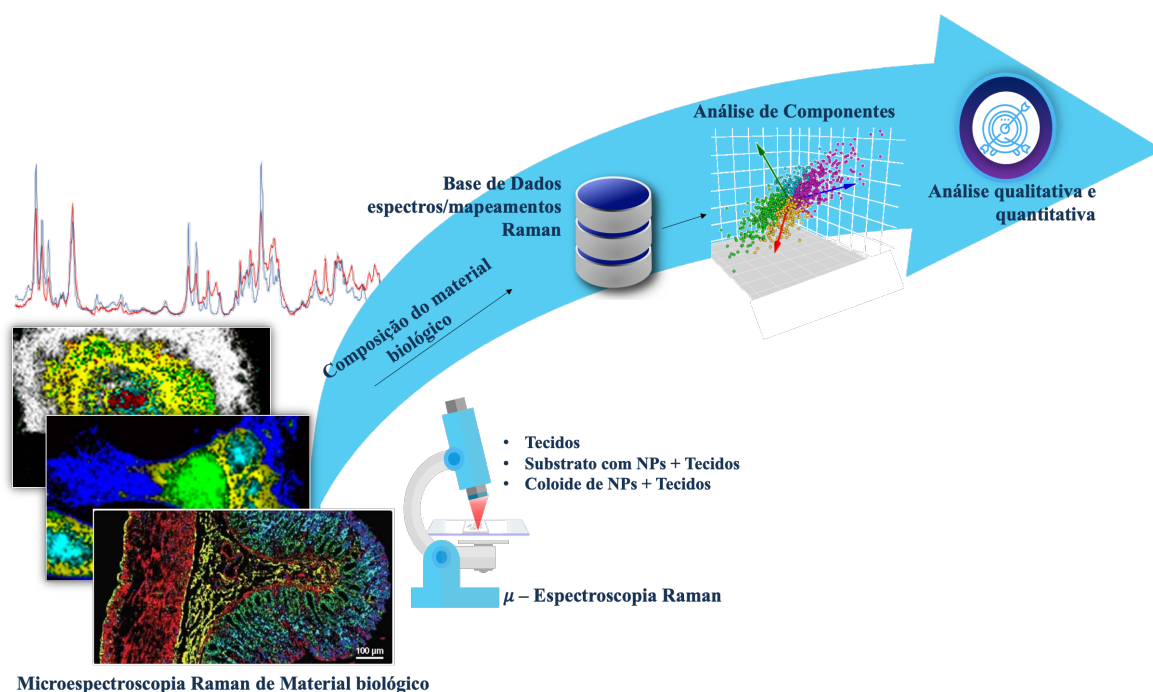 Análise de Componentes
Base de Dados
espectros/mapeamentos
Raman
Análise qualitativa e
quantitativa
Composição do material
biológico
• Tecidos
• Substrato com NPs + Tecidos
• Coloide de NPs + Tecidos
μ – Espectroscopia Raman
100 μm
Microespectroscopia Raman de Material biológico